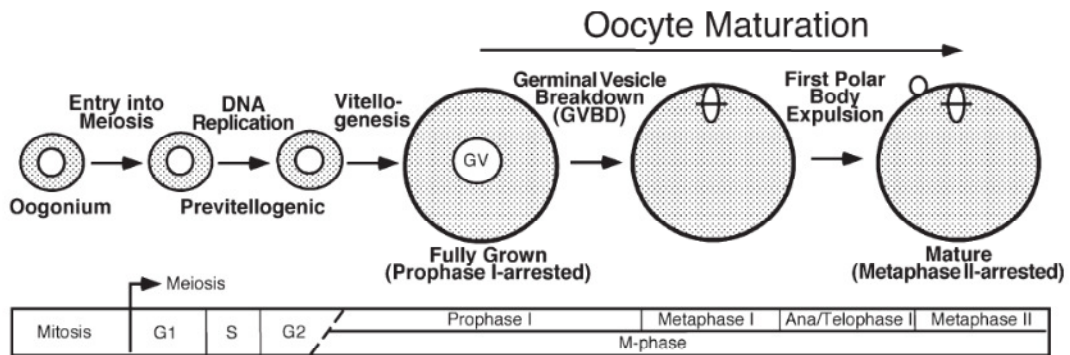 Oocyte Maturation
Entry into
Meiosis
DNA
Replication
Vitello-
genesis
Germinal Vesicle
Breakdown
(GVBD)
First Polar
Body
Expulsion
GV
Oogonium
Previtellogenic
Fully Grown
(Prophase I-arrested)
Mature
(Metaphase II-arrested)
Meiosis
Mitosis
G1
S
G2
Prophase I
Metaphase I
Ana/Telophase I
Metaphase II
M-phase